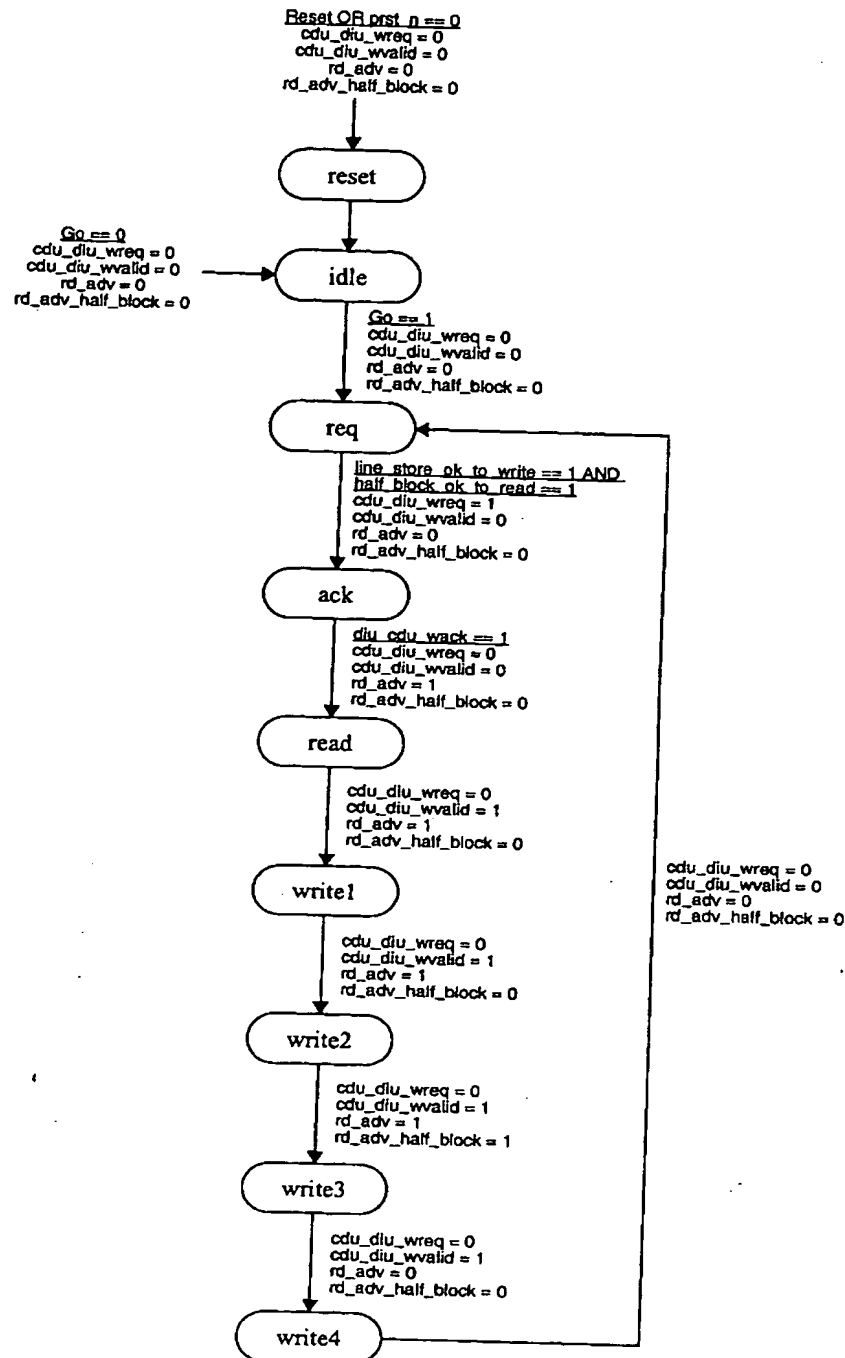 Reset OR prst_n == 0
cdu_diu_wreq = 0
cdu_diu_wvalid = 0
rd_adv = 0
rd_adv_half_block = 0
reset
Go == 0
cdu_diu_wreq = 0
cdu_diu_wvalid = 0
rd_adv = 0
rd_adv_half_block = 0
idle
Go == 1
cdu_diu_wreq = 0
cdu_diu_wvalid = 0
rd_adv = 0
rd_adv_half_block = 0
req
line_store_ok_to_write == 1 AND
half_block_ok_to_read == 1
cdu_diu_wreq = 1
cdu_diu_wvalid = 0
rd_adv = 0
rd_adv_half_block = 0
ack
diu_cdu_wack == 1
cdu_diu_wreq = 0
cdu_diu_wvalid = 0
rd_adv = 1
rd_adv_half_block = 0
read
cdu_diu_wreq = 0
cdu_diu_wvalid = 1
rd_adv = 1
rd_adv_half_block = 0
write1
cdu_diu_wreq = 0
cdu_diu_wvalid = 0
rd_adv = 0
rd_adv_half_block = 0
cdu_diu_wreq = 0
cdu_diu_wvalid = 1
rd_adv = 1
rd_adv_half_block = 0
write2
cdu_diu_wreq = 0
cdu_diu_wvalid = 1
rd_adv = 1
rd_adv_half_block = 1
write3
cdu_diu_wreq = 0
cdu_diu_wvalid = 1
rd_adv = 0
rd_adv_half_block = 0
write4